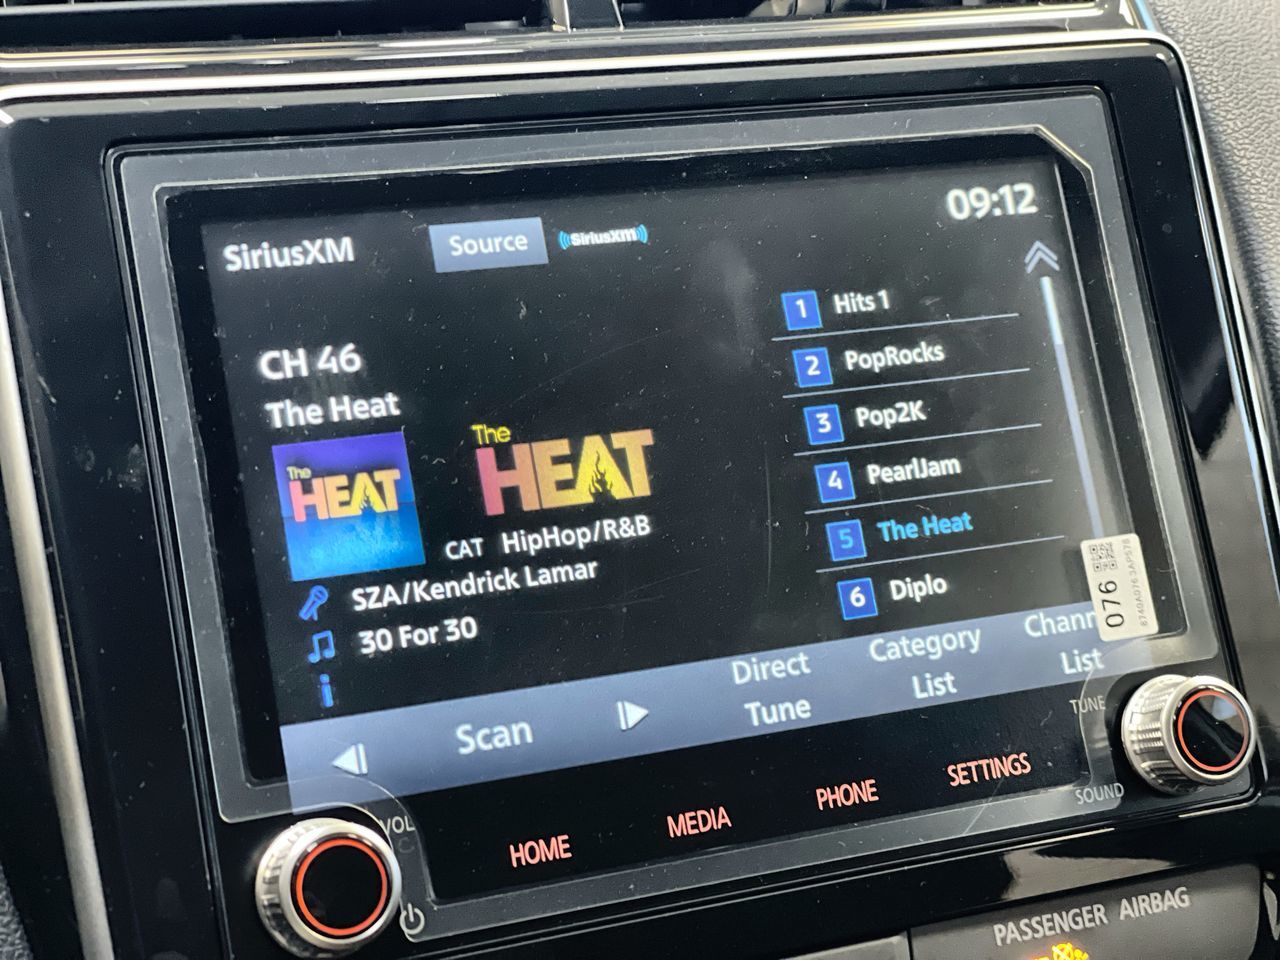 SiriusXM
Source
SiriusXM
09:12
CH 46
The Heat
The
HEAT
The
HEAT
CAT HipHop/R&B
SZA/Kendrick Lamar
30 For 30
1 Hits 1
2 PopRocks
3 Pop2K
4 PearlJam
5 The Heat
6 Diplo
Scan
Direct
Tune
Category
List
Chann
List
076
8740A076 3AP578
VOL
TUNE
SOUND
HOME
MEDIA
PHONE
SETTINGS
PASSENGER AIRBAG